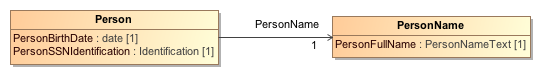 Person
PersonBirthDate : date [1]
PersonSSNIdentification : Identification [1]
PersonName
1
PersonName
PersonFullName : PersonNameText [1]